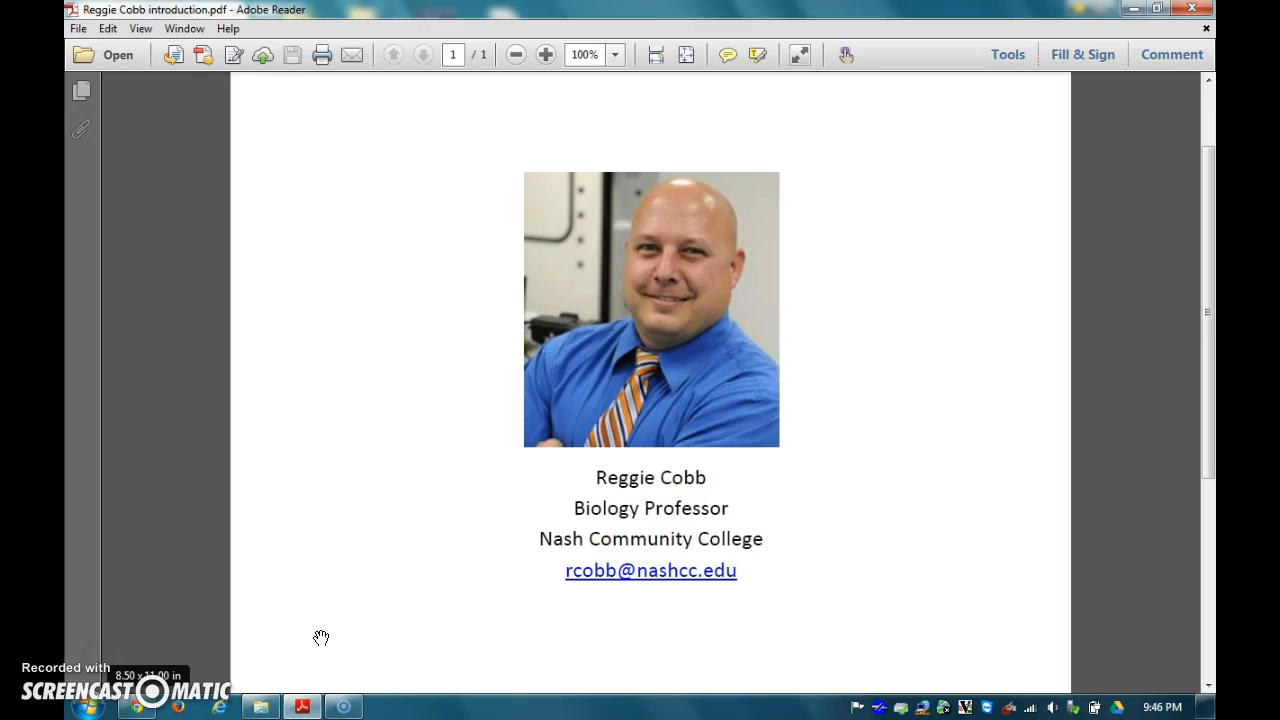 Reggie Cobb introduction.pdf - Adobe Reader
File Edit View Window Help
Open 1 / 1 100% Tools Fill & Sign Comment
Reggie Cobb
Biology Professor
Nash Community College
rcobb@nashcc.edu
8.50 x 11.00 in
Recorded with
SCREENCAST-O-MATIC
9:46 PM